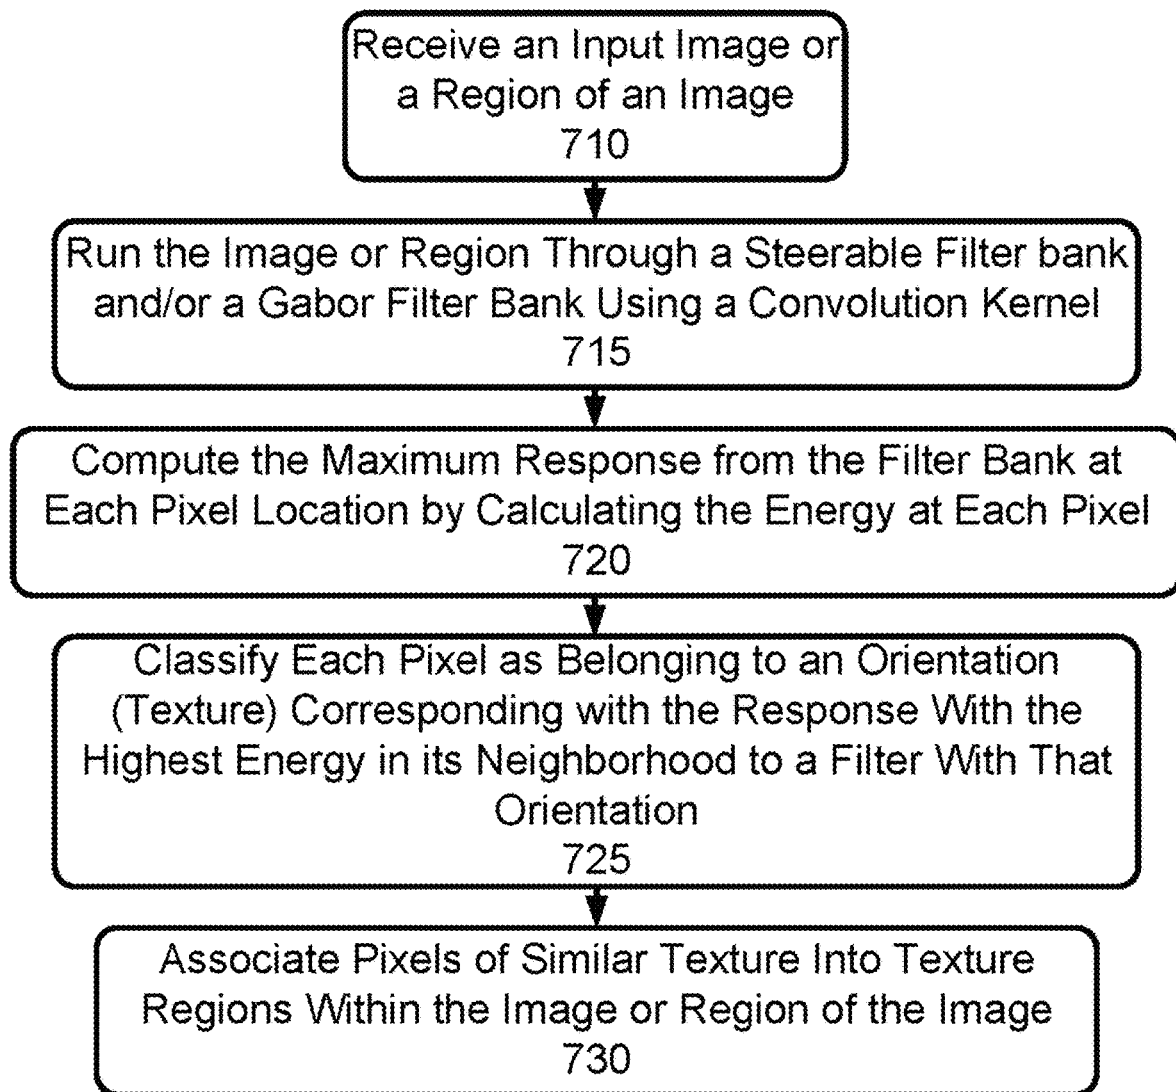 Receive an Input Image or
a Region of an Image
710
Run the Image or Region Through a Steerable Filter bank
and/or a Gabor Filter Bank Using a Convolution Kernel
715
Compute the Maximum Response from the Filter Bank at
Each Pixel Location by Calculating the Energy at Each Pixel
720
Classify Each Pixel as Belonging to an Orientation
(Texture) Corresponding with the Response With the
Highest Energy in its Neighborhood to a Filter With That
Orientation
725
Associate Pixels of Similar Texture Into Texture
Regions Within the Image or Region of the Image
730